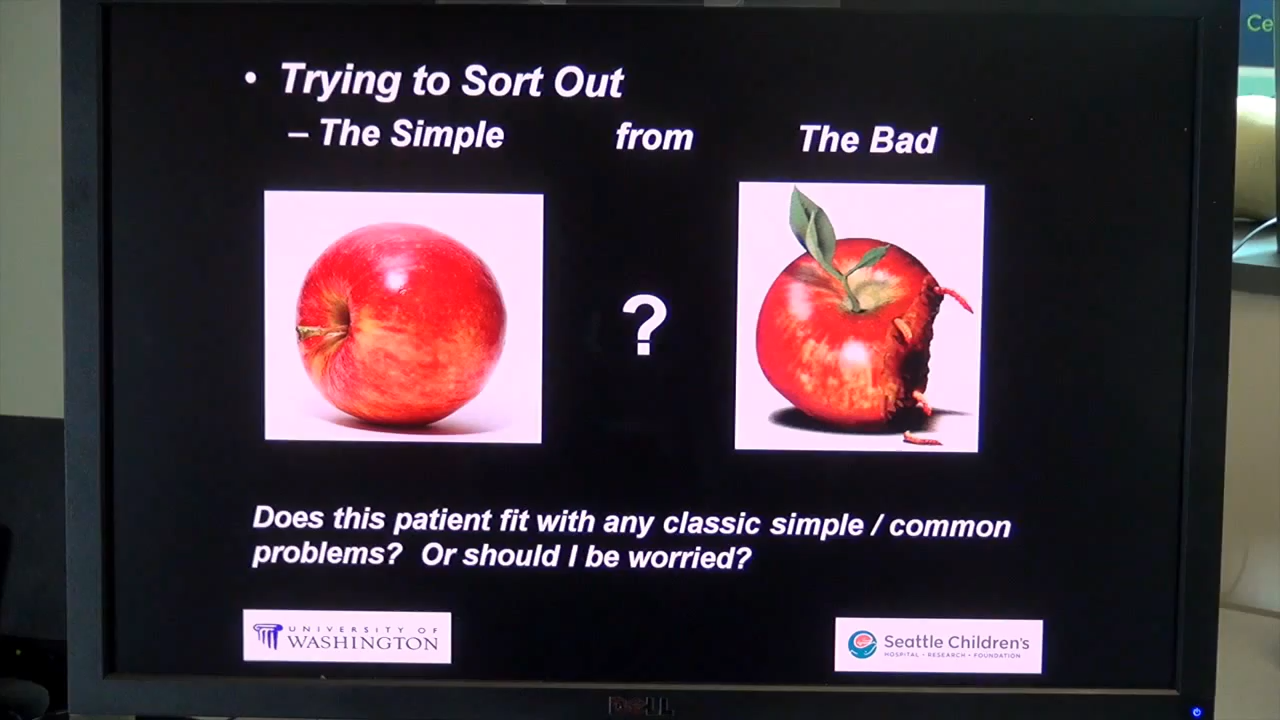 • Trying to Sort Out
– The Simple from The Bad
?
Does this patient fit with any classic simple / common
problems? Or should I be worried?
UNIVERSITY OF
WASHINGTON
Seattle Children's
HOSPITAL • RESEARCH • FOUNDATION
DELL
Ce